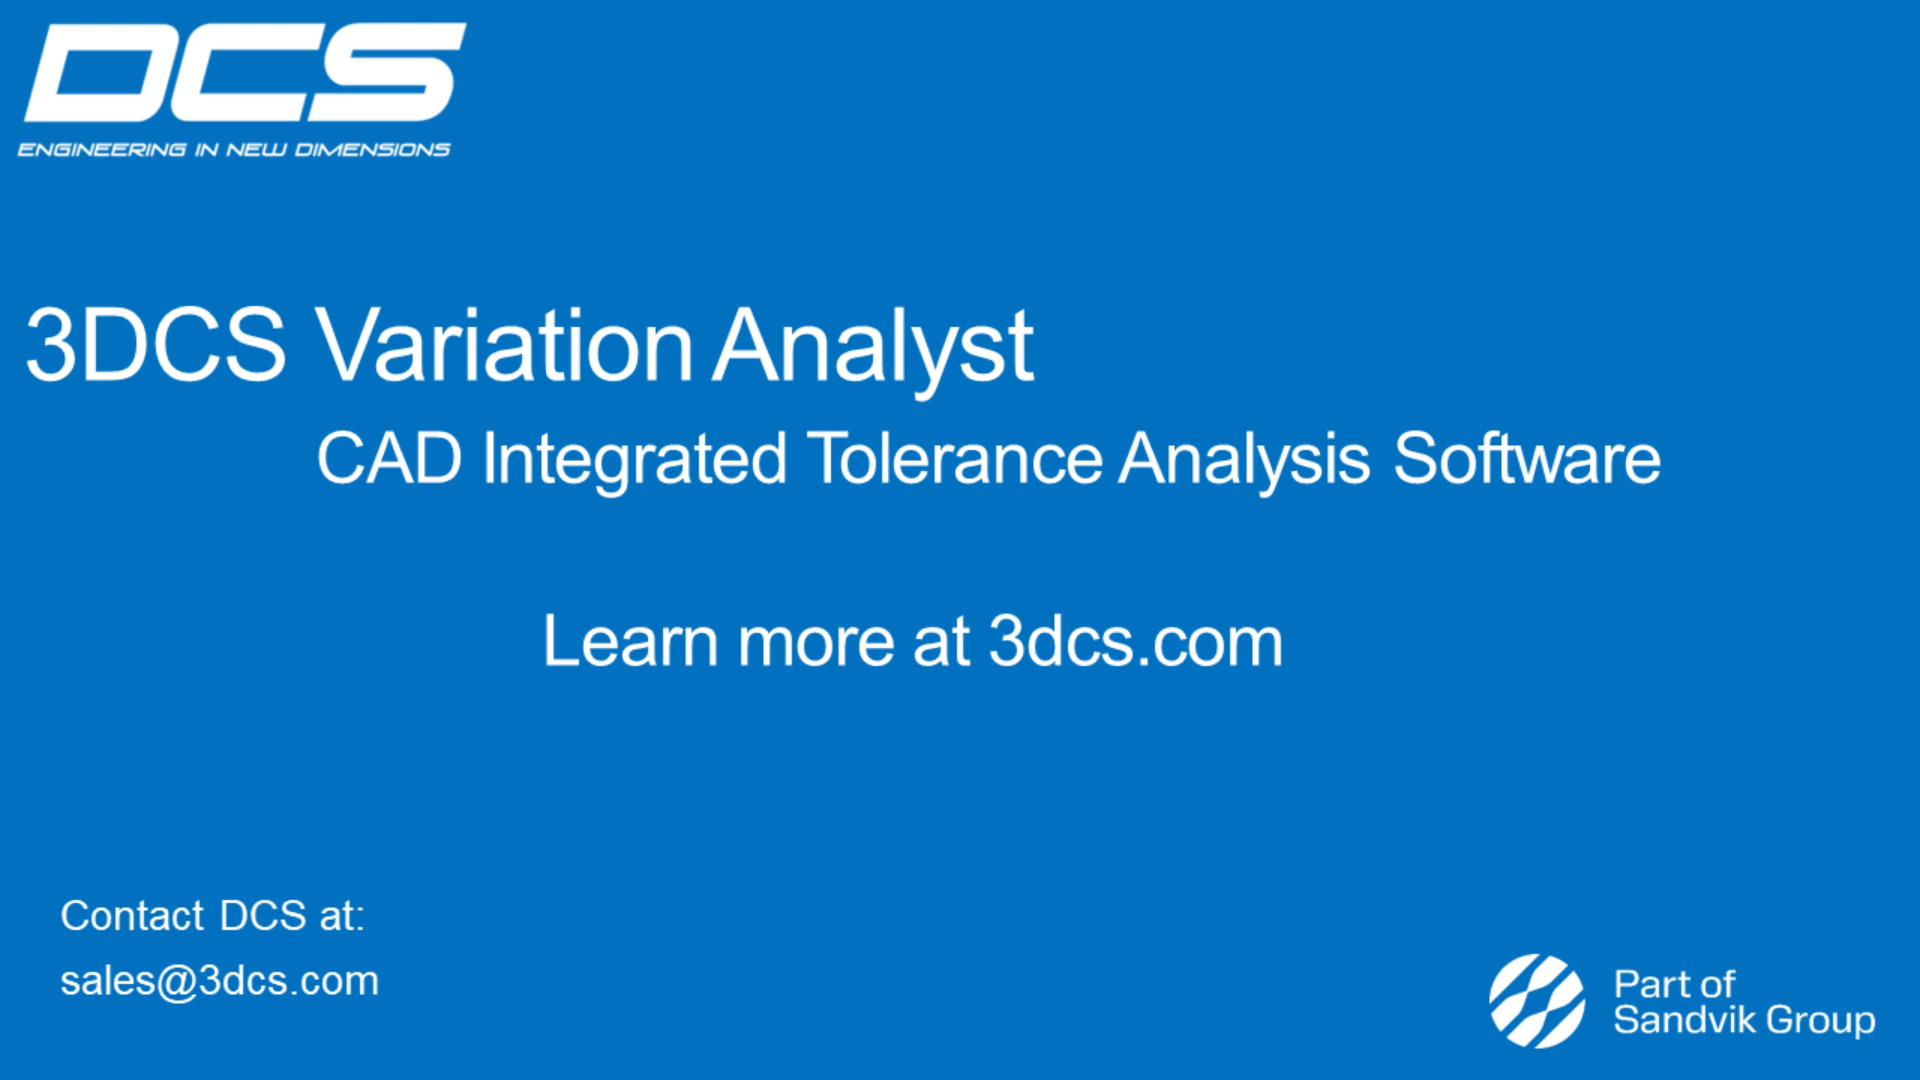 DCS
ENGINEERING IN NEW DIMENSIONS
3DCS Variation Analyst
CAD Integrated Tolerance Analysis Software
Learn more at 3dcs.com
Contact DCS at:
sales@3dcs.com
Part of
Sandvik Group